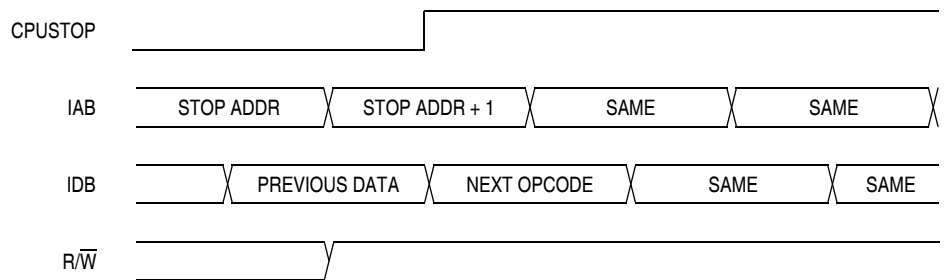 CPUSTOP
IAB STOP ADDR STOP ADDR + 1 SAME SAME
IDB PREVIOUS DATA NEXT OPCODE SAME SAME
R/W̅